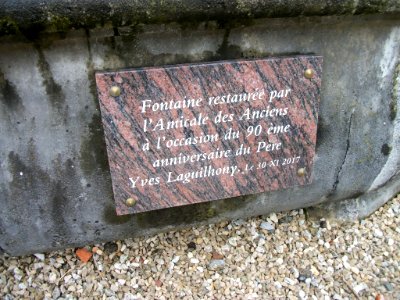 Fontaine restaurée par
l'Amicale des Anciens
à l'occasion du 90 ème
anniversaire du Père
Yves Laguilhony, Le 30 XI 2017